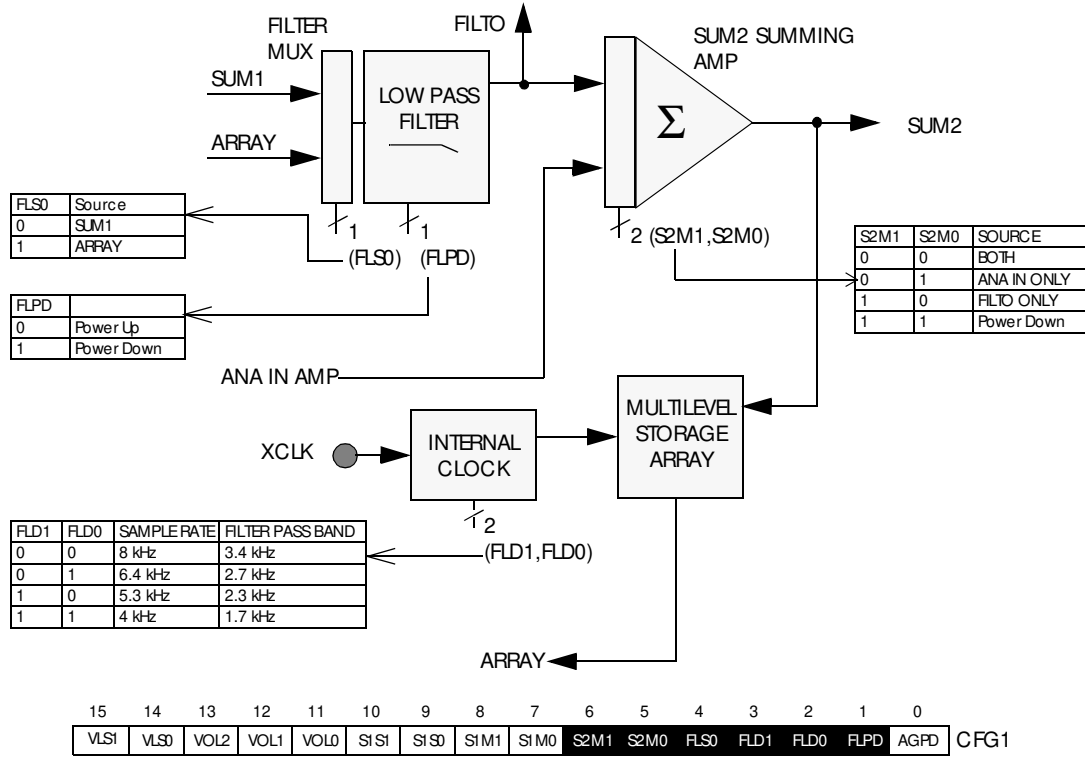 FILTER
MUX
FILTO
SUM2 SUMMING
AMP
SUM1
ARRAY
LOW PASS
FILTER
Σ
SUM2
1
(FLS0)
1
(FLPD)
2 (S2M1,S2M0)
FLS0 Source
0 SUM1
1 ARRAY
S2M1 S2M0 SOURCE
0 0 BOTH
0 1 ANA IN ONLY
1 0 FILTO ONLY
1 1 Power Down
FLPD
0 Power Up
1 Power Down
ANA IN AMP
XCLK
INTERNAL
CLOCK
MULTILEVEL
STORAGE
ARRAY
2
(FLD1,FLD0)
FLD1 FLD0 SAMPLE RATE FILTER PASS BAND
0 0 8 kHz 3.4 kHz
0 1 6.4 kHz 2.7 kHz
1 0 5.3 kHz 2.3 kHz
1 1 4 kHz 1.7 kHz
ARRAY
15 14 13 12 11 10 9 8 7 6 5 4 3 2 1 0
VLS1 VLS0 VOL2 VOL1 VOL0 S1S1 S1S0 S1M1 S1M0 S2M1 S2M0 FLS0 FLD1 FLD0 FLPD AGPD CFG1